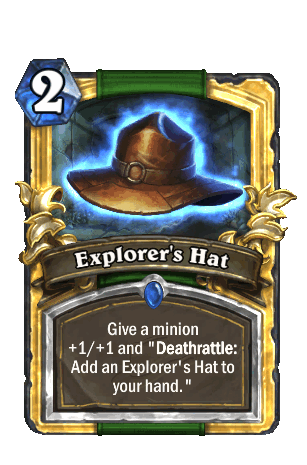 2
Explorer's Hat
Give a minion
+1/+1 and "Deathrattle:
Add an Explorer's Hat to
your hand."